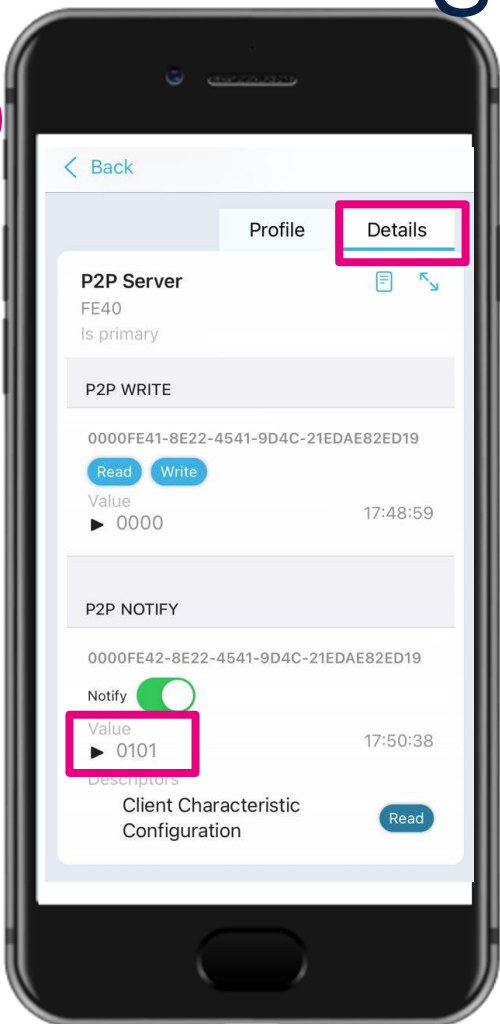 Back
Profile Details
P2P Server
FE40
Is primary
P2P WRITE
0000FE41-8E22-4541-9D4C-21EDAE82ED19
Read Write
Value
0000 17:48:59
P2P NOTIFY
0000FE42-8E22-4541-9D4C-21EDAE82ED19
Notify
Value
0101 17:50:38
Descriptors
Client Characteristic
Configuration
Read